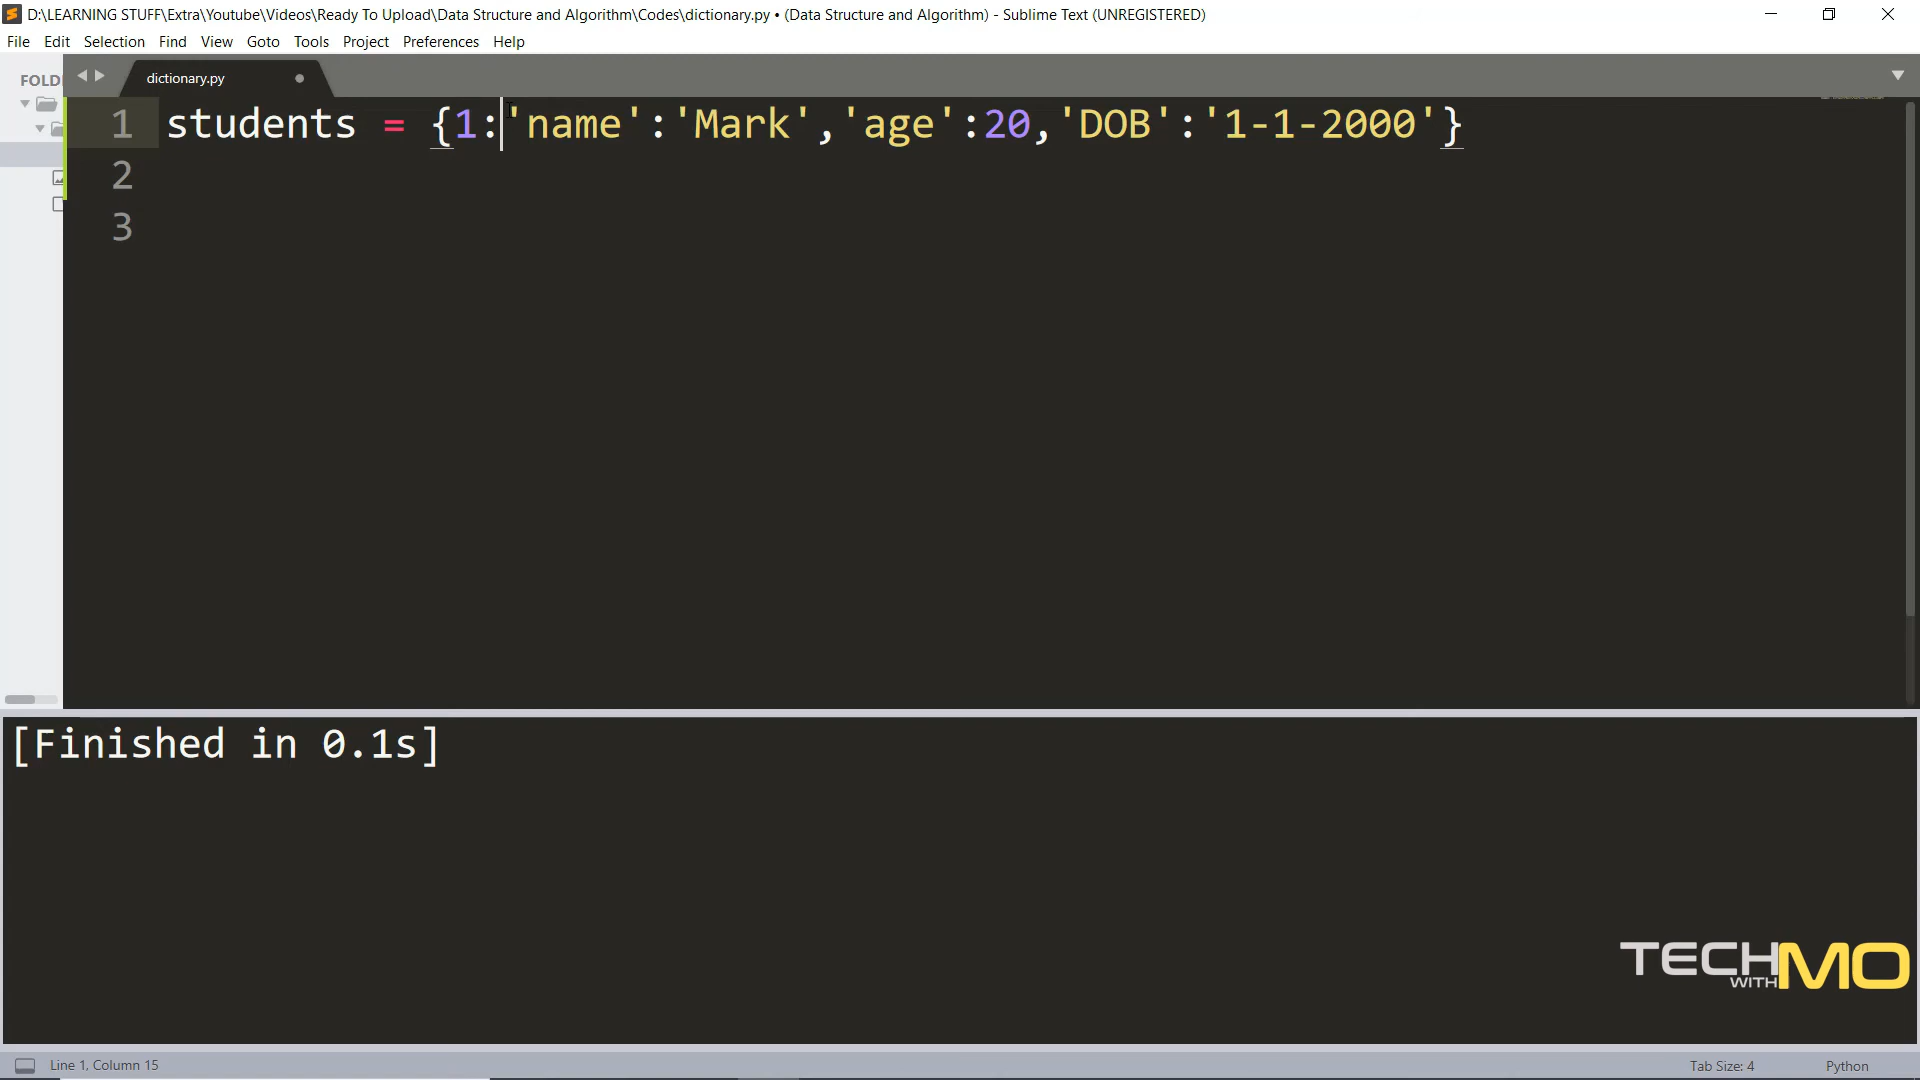 D:\LEARNING STUFF\Extra\Youtube\Videos\Ready To Upload\Data Structure and Algorithm\Codes\dictionary.py • (Data Structure and Algorithm) - Sublime Text (UNREGISTERED)
File Edit Selection Find View Goto Tools Project Preferences Help
FOLD
dictionary.py
1 students = {1:'name':'Mark','age':20,'DOB':'1-1-2000'}
2
3
[Finished in 0.1s]
TECH WITH MO
Line 1, Column 15 Tab Size: 4 Python